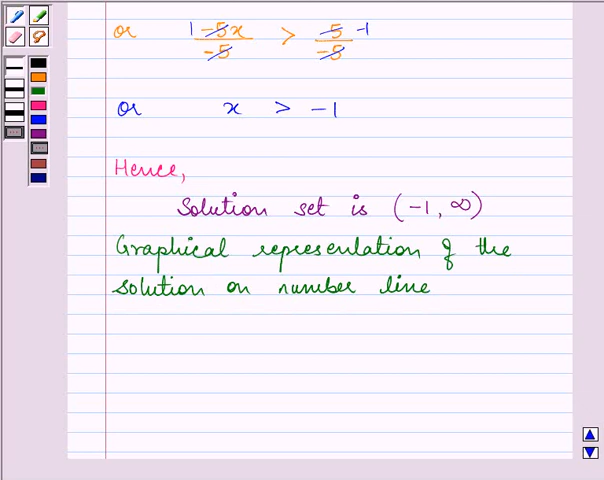 or 1 -5x / -5 > 5 -1 / -5
or x > -1
Hence,
Solution set is (-1, ∞)
Graphical representation of the
solution on number line